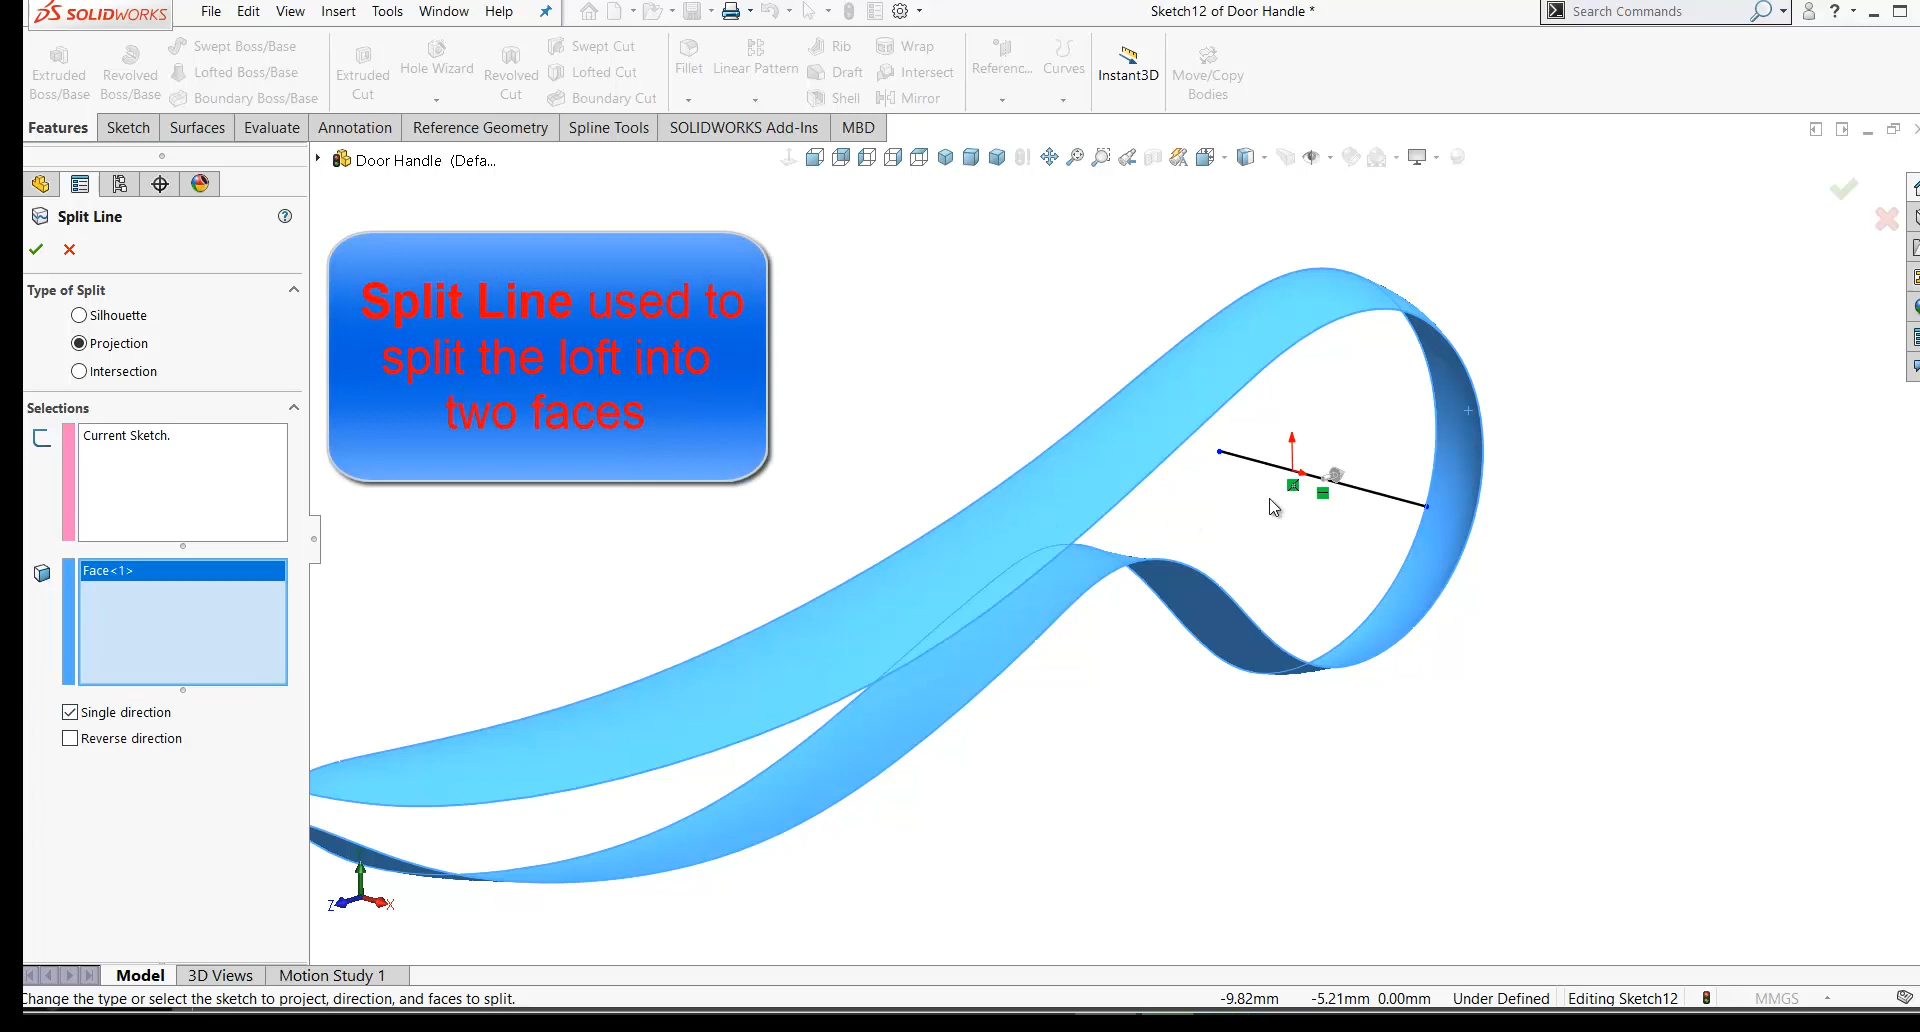 SOLIDWORKS
File Edit View Insert Tools Window Help
Sketch12 of Door Handle *
Search Commands
?
Extruded Boss/Base
Revolved Boss/Base
Swept Boss/Base
Lofted Boss/Base
Boundary Boss/Base
Extruded Cut
Hole Wizard
Revolved Cut
Swept Cut
Lofted Cut
Boundary Cut
Fillet
Linear Pattern
Rib
Draft
Shell
Wrap
Intersect
Mirror
Referenc...
Curves
Instant3D
Move/Copy Bodies
Features Sketch Surfaces Evaluate Annotation Reference Geometry Spline Tools SOLIDWORKS Add-Ins MBD
Door Handle (Defa...
Split Line
?
Type of Split
Silhouette
Projection
Intersection
Selections
Current Sketch.
Face<1>
Single direction
Reverse direction
Split Line used to
split the loft into
two faces
Z X
Model 3D Views Motion Study 1
Change the type or select the sketch to project, direction, and faces to split.
-9.82mm -5.21mm 0.00mm Under Defined Editing Sketch12 MMGS